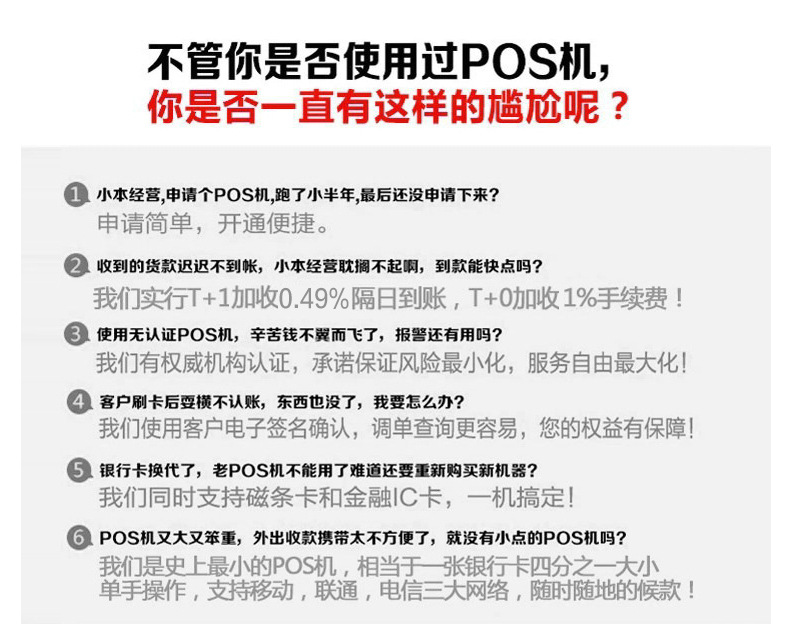 不管你是否使用过POS机，
你是否一直有这样的尴尬呢？
1 小本经营,申请个POS机,跑了小半年,最后还没申请下来？
申请简单，开通便捷。
2 收到的货款迟迟不到帐，小本经营耽搁不起啊，到款能快点吗？
我们实行T+1加收0.49%隔日到账，T+0加收1%手续费！
3 使用无认证POS机，辛苦钱不翼而飞了，报警还有用吗？
我们有权威机构认证，承诺保证风险最小化，服务自由最大化！
4 客户刷卡后耍横不认账，东西也没了，我要怎么办？
我们使用客户电子签名确认，调单查询更容易，您的权益有保障！
5 银行卡换代了，老POS机不能用了难道还要重新购买新机器？
我们同时支持磁条卡和金融IC卡，一机搞定！
6 POS机又大又笨重，外出收款携带太不方便了，就没有小点的POS机吗？
我们是史上最小的POS机，相当于一张银行卡四分之一大小
单手操作，支持移动，联通，电信三大网络，随时随地的候款！